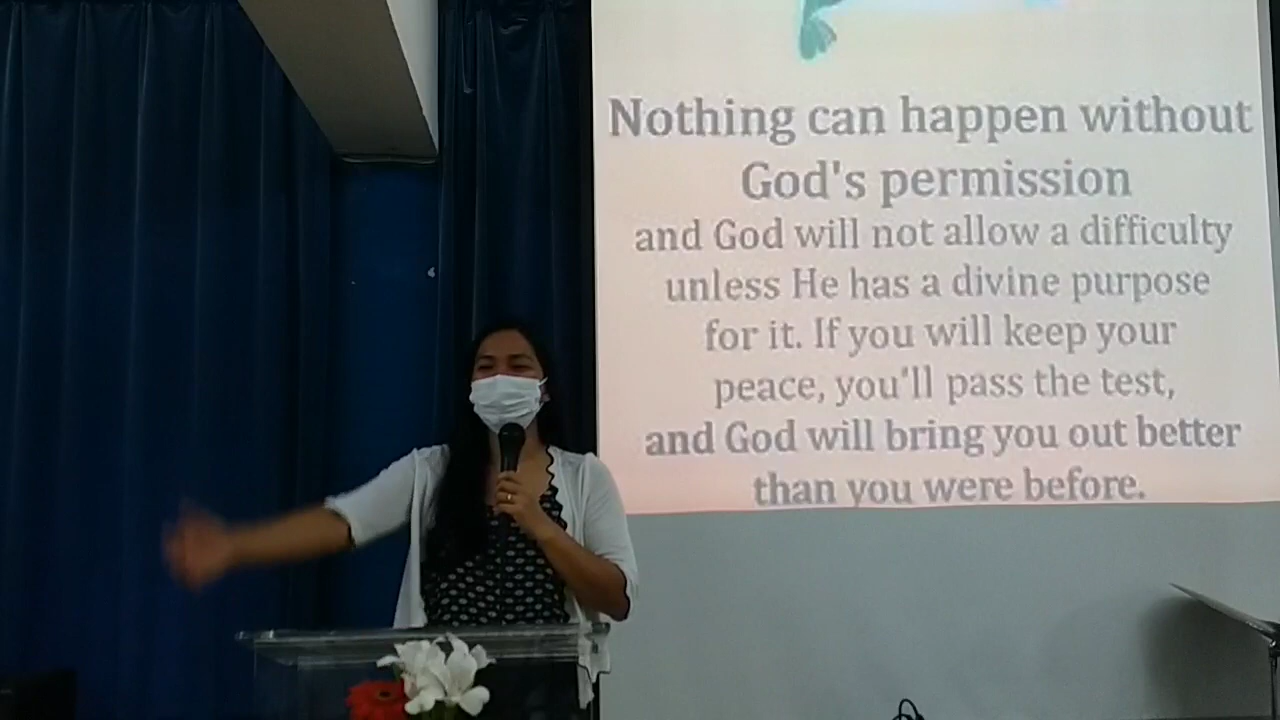 Nothing can happen without
God's permission
and God will not allow a difficulty
unless He has a divine purpose
for it. If you will keep your
peace, you'll pass the test,
and God will bring you out better
than you were before.